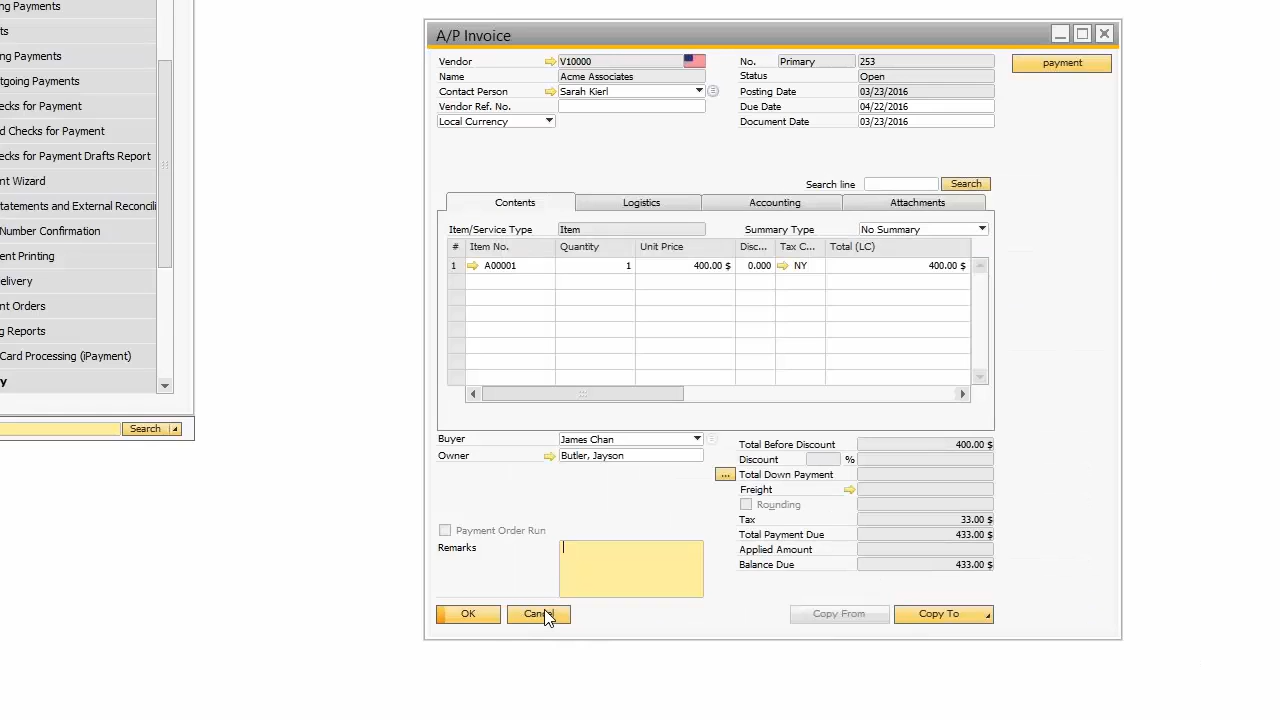 ng Payments
ts
ng Payments
tgoing Payments
ecks for Payment
d Checks for Payment
ecks for Payment Drafts Report
nt Wizard
tatements and External Reconcili
Number Confirmation
ent Printing
elivery
nt Orders
g Reports
Card Processing (iPayment)
y
Search
A/P Invoice
Vendor V10000
Name Acme Associates
Contact Person Sarah Kierl
Vendor Ref. No.
Local Currency
No. Primary 253
Status Open
Posting Date 03/23/2016
Due Date 04/22/2016
Document Date 03/23/2016
payment
Search line Search
Contents Logistics Accounting Attachments
Item/Service Type Item Summary Type No Summary
# Item No. Quantity Unit Price Disc... Tax C... Total (LC)
1 A00001 1 400.00 $ 0.000 NY 400.00 $
Buyer James Chan
Owner Butler, Jayson
Payment Order Run
Remarks
Total Before Discount 400.00 $
Discount %
... Total Down Payment
Freight
Rounding
Tax 33.00 $
Total Payment Due 433.00 $
Applied Amount
Balance Due 433.00 $
OK Cancel Copy From Copy To